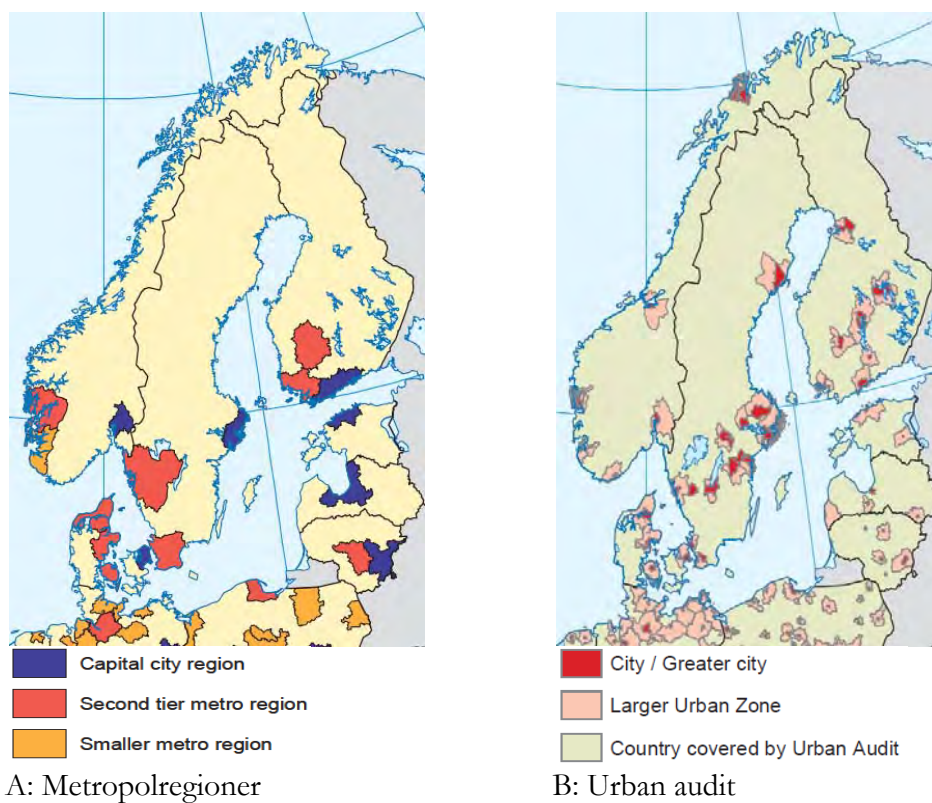 Capital city region
Second tier metro region
Smaller metro region
A: Metropolregioner
City / Greater city
Larger Urban Zone
Country covered by Urban Audit
B: Urban audit